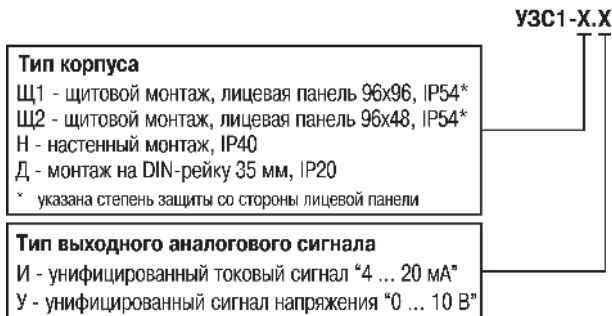 УЗС1-Х.Х
Тип корпуса
Щ1 - щитовой монтаж, лицевая панель 96х96, IP54*
Щ2 - щитовой монтаж, лицевая панель 96х48, IP54*
Н - настенный монтаж, IP40
Д - монтаж на DIN-рейку 35 мм, IP20
* указана степень защиты со стороны лицевой панели
Тип выходного аналогового сигнала
И - унифицированный токовый сигнал “4 ... 20 мА”
У - унифицированный сигнал напряжения “0 ... 10 В”